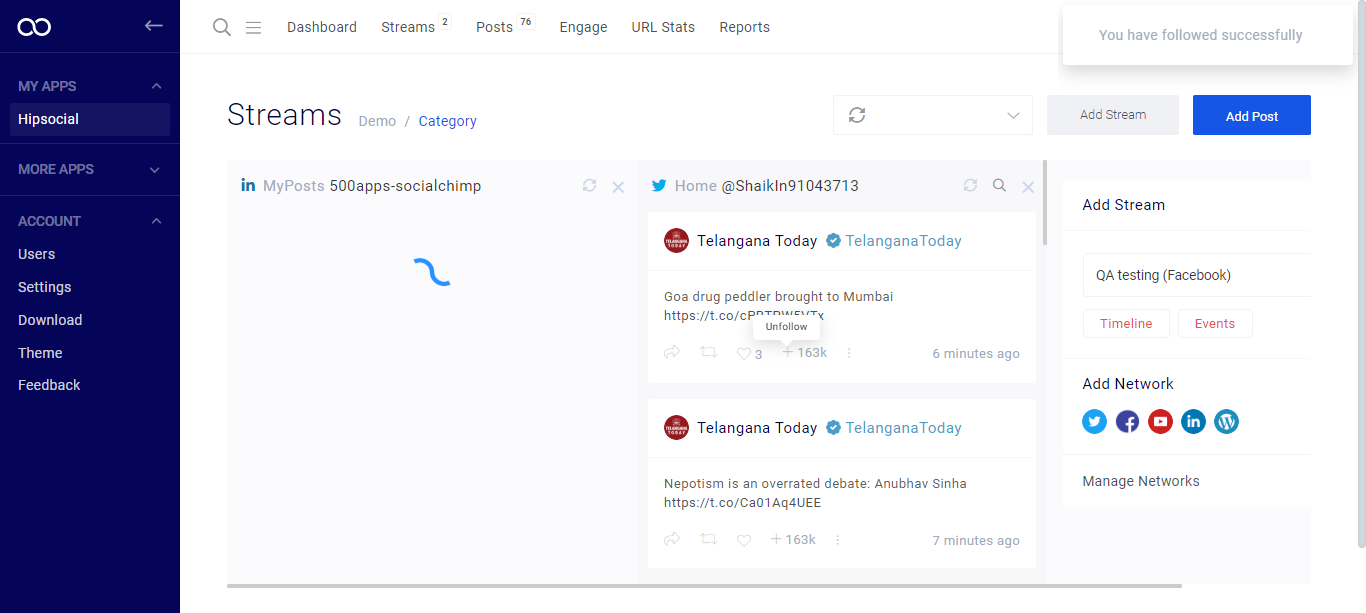 Dashboard
Streams 2
Posts 76
Engage
URL Stats
Reports
You have followed successfully
MY APPS
Hipsocial
MORE APPS
ACCOUNT
Users
Settings
Download
Theme
Feedback
Streams
Demo / Category
Add Stream
Add Post
in MyPosts 500apps-socialchimp
Home @ShaikIn91043713
TELANGANA TODAY
Telangana Today TelanganaToday
Goa drug peddler brought to Mumbai
Unfollow
3
163k
6 minutes ago
TELANGANA TODAY
Telangana Today TelanganaToday
Nepotism is an overrated debate: Anubhav Sinha
https://t.co/Ca01Aq4UEE
163k
7 minutes ago
Add Stream
QA testing (Facebook)
Timeline
Events
Add Network
Manage Networks